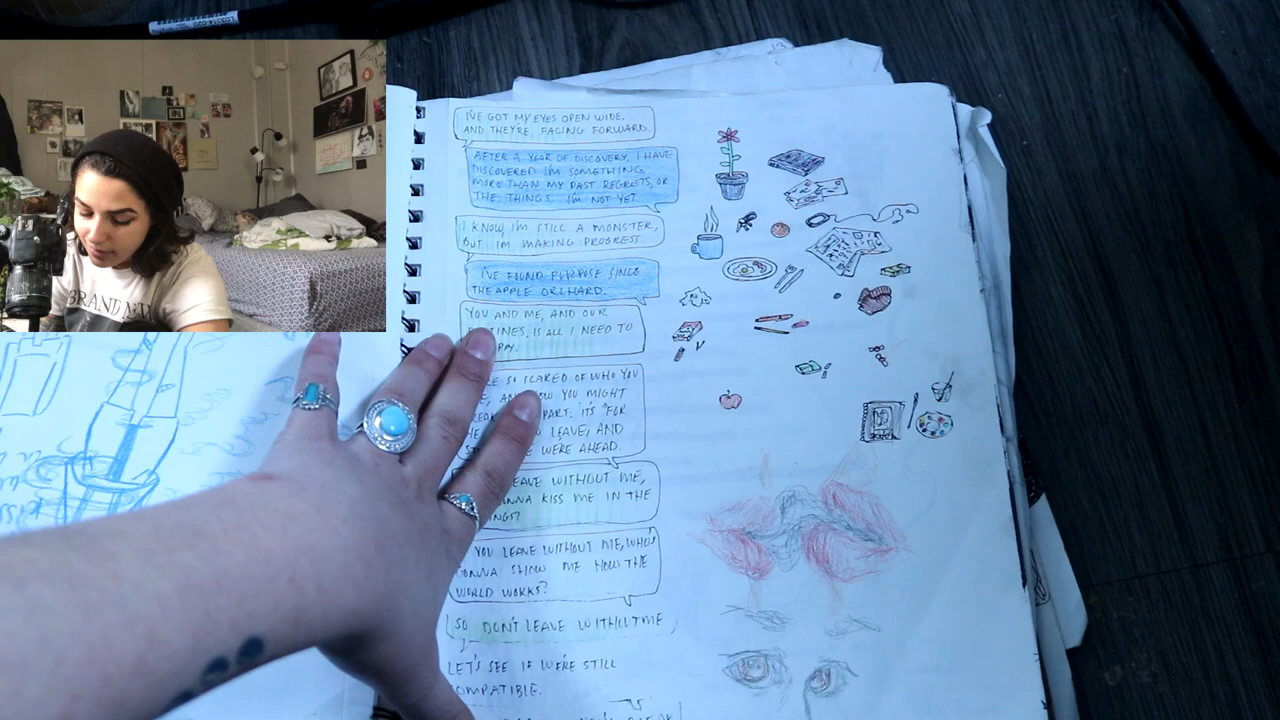 I'VE GOT MY EYES OPEN WIDE,
AND THEY'RE FACING FORWARD
AFTER A YEAR OF DISCOVERY, I HAVE
DISCOVERED I'M SOMETHING
MORE THAN MY PAST REGRETS, OR
THE THINGS I'M NOT YET.
I KNOW I'M STILL A MONSTER,
BUT I'M MAKING PROGRESS
I'VE FOUND PURPOSE SINCE
THE APPLE ORCHARD.
YOU AND ME, AND OUR
TINES, IS ALL I NEED TO
SO SCARED OF WHO YOU
YOU MIGHT
PART. IT'S "FOR
LEAVE, AND
WERE AHEAD.
LEAVE WITHOUT ME,
KISS ME IN THE
YOU LEAVE WITHOUT ME, WHO'S
GONNA SHOW ME HOW THE
WORLD WORKS?
SO DON'T LEAVE WITHOUT ME
LET'S SEE IF WE'RE STILL
COMPATIBLE.
BRAND NEW